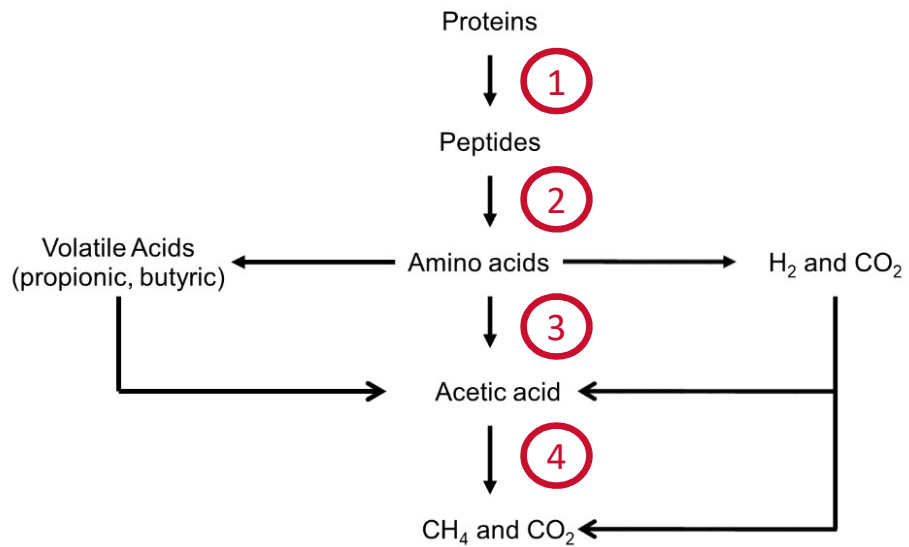 Proteins
1
Peptides
2
Volatile Acids
(propionic, butyric)
Amino acids
H₂ and CO₂
3
Acetic acid
4
CH₄ and CO₂